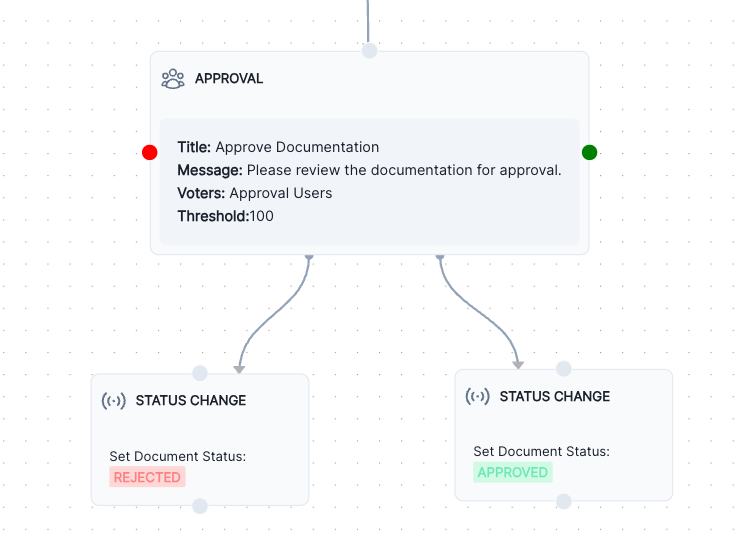 APPROVAL
Title: Approve Documentation
Message: Please review the documentation for approval.
Voters: Approval Users
Threshold:100
STATUS CHANGE
Set Document Status:
REJECTED
STATUS CHANGE
Set Document Status:
APPROVED